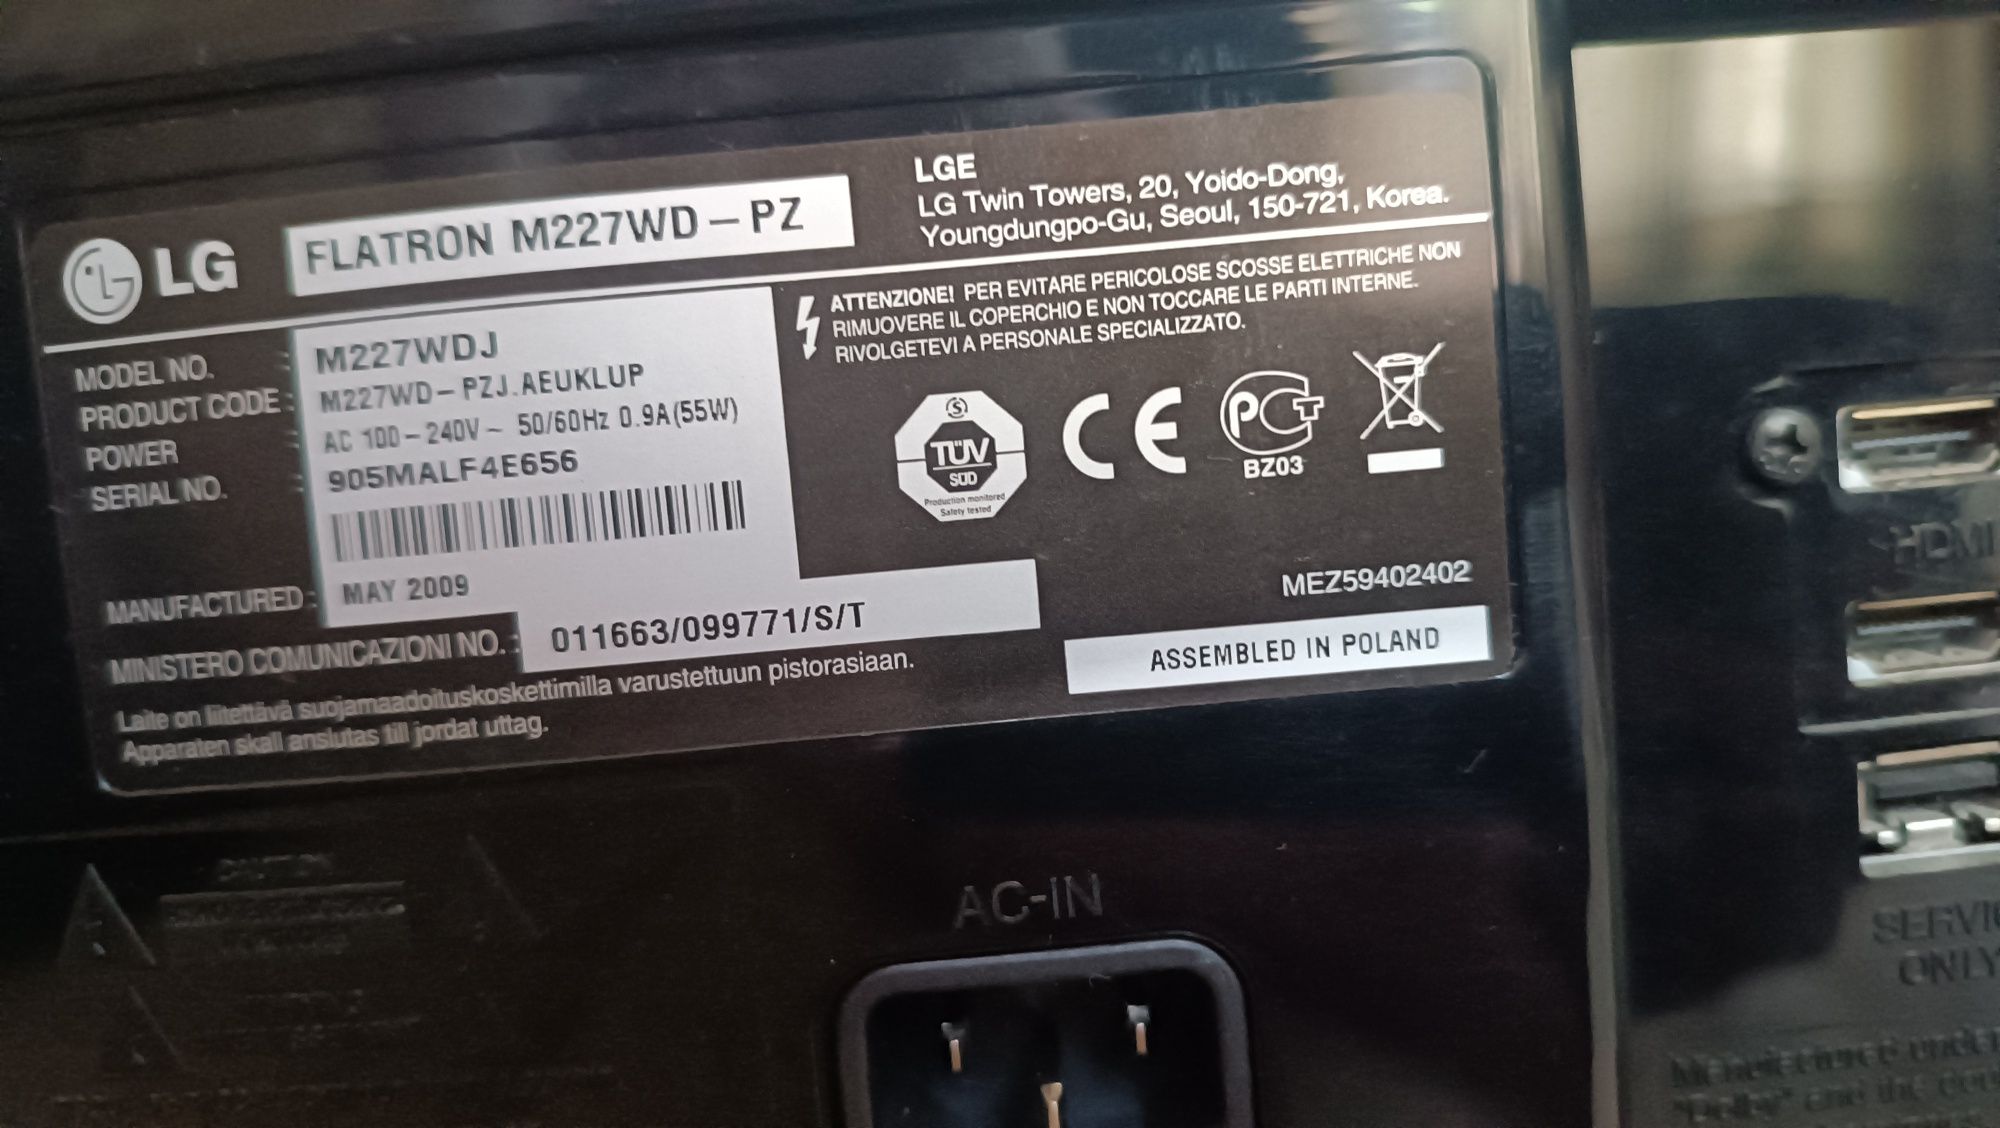 LG
FLATRON M227WD-PZ
LGE
LG Twin Towers, 20, Yoido-Dong,
Youngdungpo-Gu, Seoul, 150-721, Korea.
MODEL NO. : M227WDJ
PRODUCT CODE : M227WD-PZJ.AEUKLUP
POWER : AC 100-240V ~ 50/60Hz 0.9A(55W)
SERIAL NO. : 905MALF4E656
MANUFACTURED : MAY 2009
MINISTERO COMUNICAZIONI NO. : 011663/099771/S/T
Laite on liitettävä suojamaadoituskoskettimilla varustettuun pistorasiaan.
Apparaten skall anslutas till jordat uttag.
ATTENZIONE! PER EVITARE PERICOLOSE SCOSSE ELETTRICHE NON
RIMUOVERE IL COPERCHIO E NON TOCCARE LE PARTI INTERNE.
RIVOLGETEVI A PERSONALE SPECIALIZZATO.
S
TÜV
SÜD
Production monitored
Safety tested
CE
PCT
BZ03
MEZ59402402
ASSEMBLED IN POLAND
HDMI
ONLY
AC-IN
CAUTION
"Dolby" and the